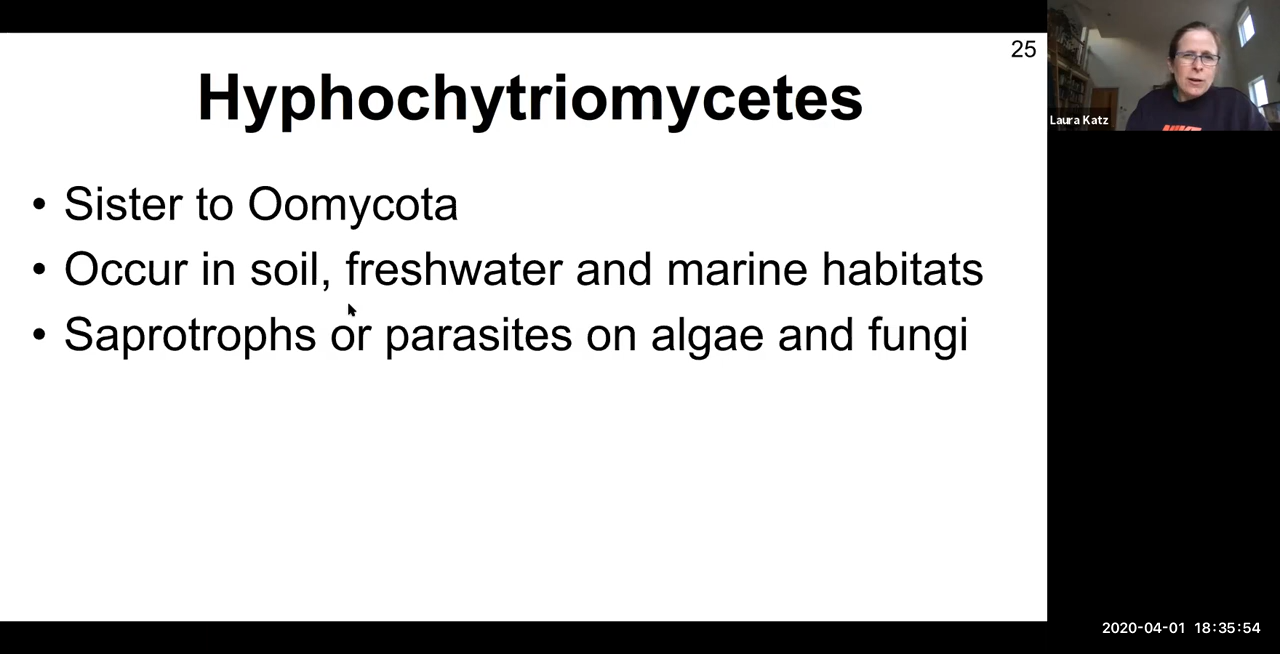 25
Hyphochytriomycetes
• Sister to Oomycota
• Occur in soil, freshwater and marine habitats
• Saprotrophs or parasites on algae and fungi
Laura Katz
2020-04-01 18:35:54